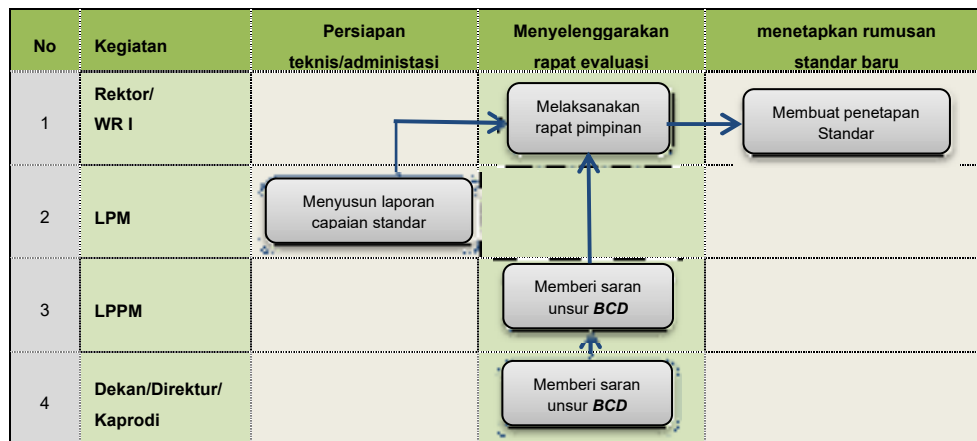 No
Kegiatan
Persiapan
teknis/administasi
Menyelenggarakan
rapat evaluasi
menetapkan rumusan
standar baru
1
Rektor/
WR I
Melaksanakan
rapat pimpinan
Membuat penetapan
Standar
2
LPM
Menyusun laporan
capaian standar
3
LPPM
Memberi saran
unsur BCD
4
Dekan/Direktur/
Kaprodi
Memberi saran
unsur BCD